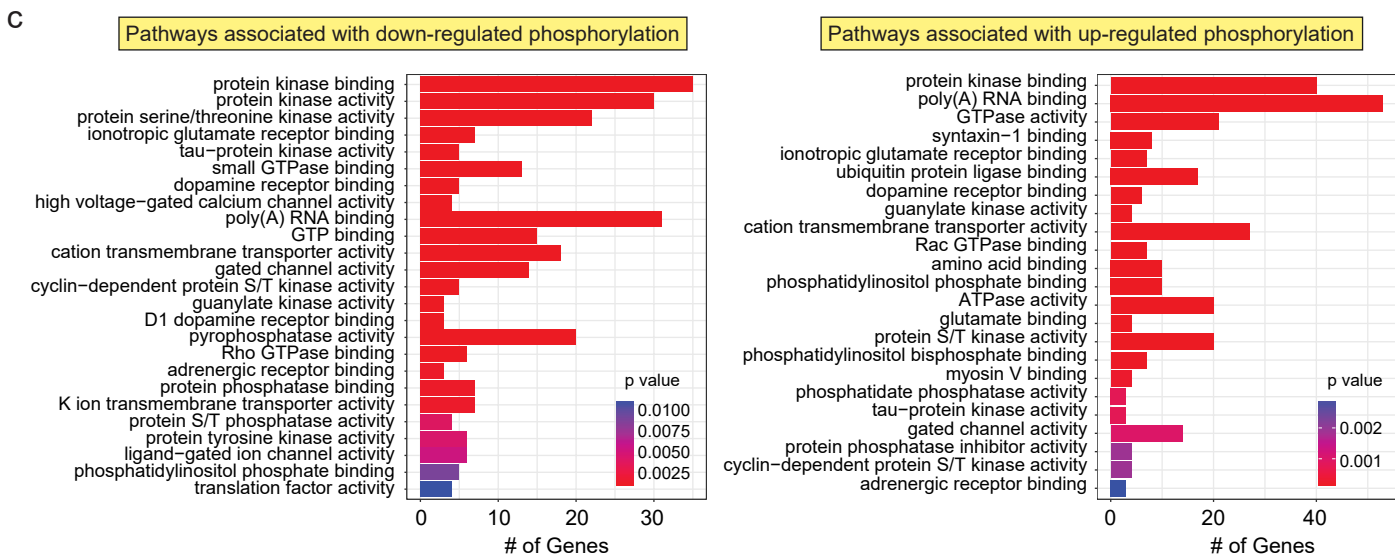 C
Pathways associated with down-regulated phosphorylation
protein kinase binding
protein kinase activity
protein serine/threonine kinase activity
ionotropic glutamate receptor binding
tau−protein kinase activity
small GTPase binding
dopamine receptor binding
high voltage−gated calcium channel activity
poly(A) RNA binding
GTP binding
cation transmembrane transporter activity
gated channel activity
cyclin−dependent protein S/T kinase activity
guanylate kinase activity
D1 dopamine receptor binding
pyrophosphatase activity
Rho GTPase binding
adrenergic receptor binding
protein phosphatase binding
K ion transmembrane transporter activity
protein S/T phosphatase activity
protein tyrosine kinase activity
ligand−gated ion channel activity
phosphatidylinositol phosphate binding
translation factor activity
p value
0.0100
0.0075
0.0050
0.0025
0 10 20 30
# of Genes
Pathways associated with up-regulated phosphorylation
protein kinase binding
poly(A) RNA binding
GTPase activity
syntaxin−1 binding
ionotropic glutamate receptor binding
ubiquitin protein ligase binding
dopamine receptor binding
guanylate kinase activity
cation transmembrane transporter activity
Rac GTPase binding
amino acid binding
phosphatidylinositol phosphate binding
ATPase activity
glutamate binding
protein S/T kinase activity
phosphatidylinositol bisphosphate binding
myosin V binding
phosphatidate phosphatase activity
tau−protein kinase activity
gated channel activity
protein phosphatase inhibitor activity
cyclin−dependent protein S/T kinase activity
adrenergic receptor binding
p value
0.002
0.001
0 20 40
# of Genes